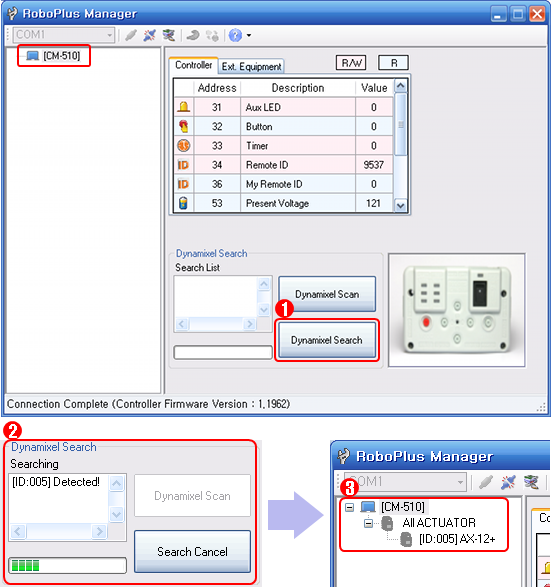 RoboPlus Manager
COM1
[CM-510]
Controller Ext. Equipment R/W R
Address Description Value
31 Aux LED 0
32 Button 0
33 Timer 0
34 Remote ID 9537
36 My Remote ID 0
53 Present Voltage 121
Dynamixel Search
Search List
Dynamixel Scan
1
Dynamixel Search
Connection Complete (Controller Firmware Version : 1,1962)
2
Dynamixel Search
Searching
[ID:005] Detected!
Dynamixel Scan
Search Cancel
RoboPlus Manager
COM1
3
[CM-510]
All ACTUATOR
[ID:005] AX-12+
Co